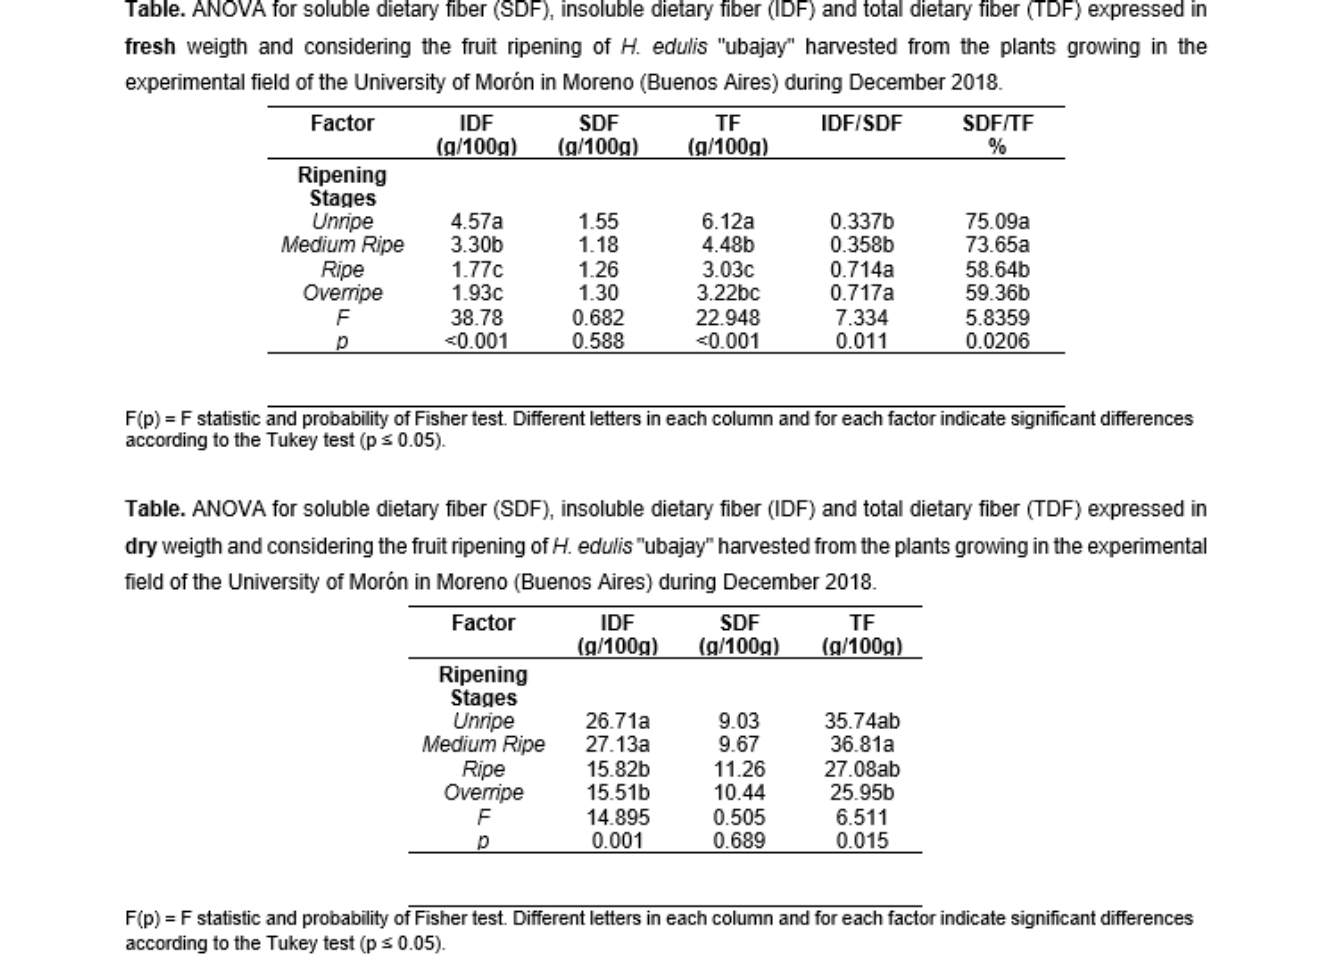 Table. ANOVA for soluble dietary fiber (SDF), insoluble dietary fiber (IDF) and total dietary fiber (TDF) expressed in
fresh weigth and considering the fruit ripening of H. edulis "ubajay" harvested from the plants growing in the
experimental field of the University of Morón in Moreno (Buenos Aires) during December 2018.
Factor IDF SDF TF IDF/SDF SDF/TF
(g/100g) (g/100g) (g/100g) %
Ripening
Stages
Unripe 4.57a 1.55 6.12a 0.337b 75.09a
Medium Ripe 3.30b 1.18 4.48b 0.358b 73.65a
Ripe 1.77c 1.26 3.03c 0.714a 58.64b
Overripe 1.93c 1.30 3.22bc 0.717a 59.36b
F 38.78 0.682 22.948 7.334 5.8359
p <0.001 0.588 <0.001 0.011 0.0206
F(p) = F statistic and probability of Fisher test. Different letters in each column and for each factor indicate significant differences
according to the Tukey test (p ≤ 0.05).
Table. ANOVA for soluble dietary fiber (SDF), insoluble dietary fiber (IDF) and total dietary fiber (TDF) expressed in
dry weigth and considering the fruit ripening of H. edulis "ubajay" harvested from the plants growing in the experimental
field of the University of Morón in Moreno (Buenos Aires) during December 2018.
Factor IDF SDF TF
(g/100g) (g/100g) (g/100g)
Ripening
Stages
Unripe 26.71a 9.03 35.74ab
Medium Ripe 27.13a 9.67 36.81a
Ripe 15.82b 11.26 27.08ab
Overripe 15.51b 10.44 25.95b
F 14.895 0.505 6.511
p 0.001 0.689 0.015
F(p) = F statistic and probability of Fisher test. Different letters in each column and for each factor indicate significant differences
according to the Tukey test (p ≤ 0.05).